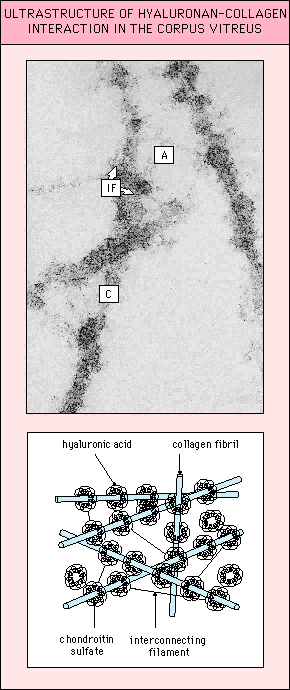 ULTRASTRUCTURE OF HYALURONAN-COLLAGEN
INTERACTION IN THE CORPUS VITREUS
A
IF
C
hyaluronic acid
collagen fibril
chondroitin
sulfate
interconnecting
filament